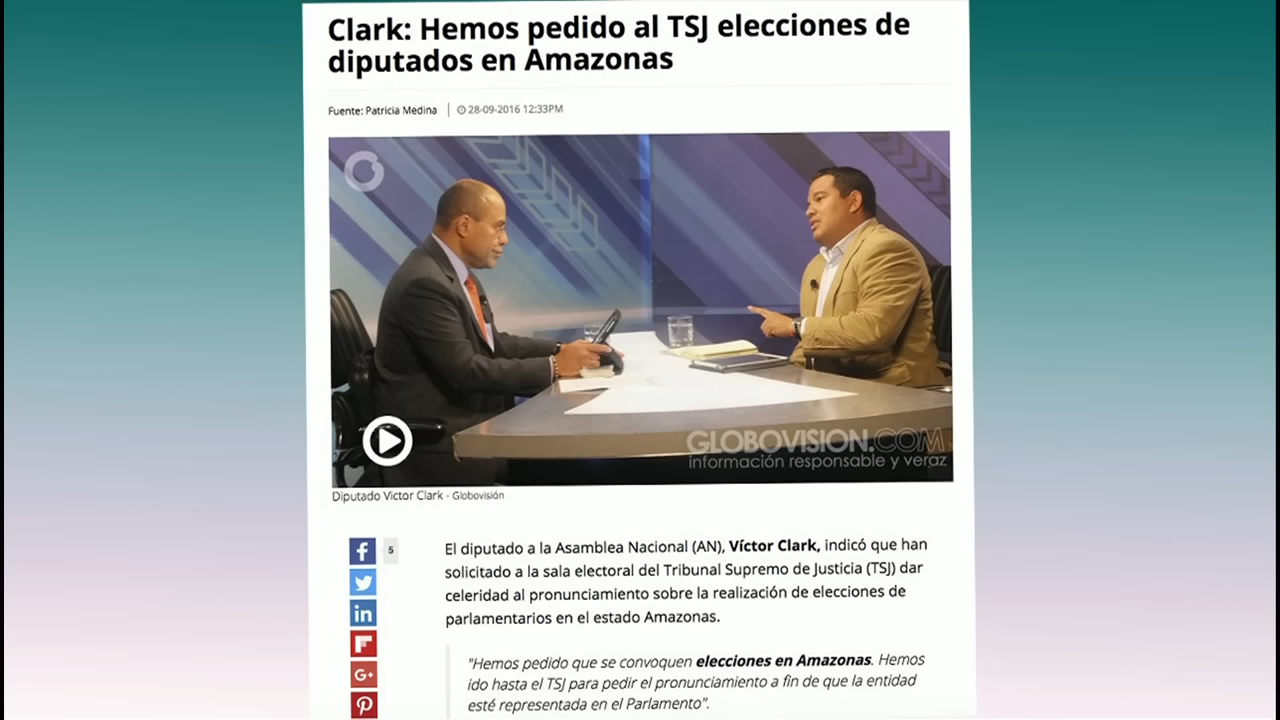 Clark: Hemos pedido al TSJ elecciones de
diputados en Amazonas
Fuente: Patricia Medina | 28-09-2016 12:33PM
GLOBOVISION.COM
información responsable y veraz
Diputado Victor Clark - Globovisión
5
El diputado a la Asamblea Nacional (AN), Víctor Clark, indicó que han
solicitado a la sala electoral del Tribunal Supremo de Justicia (TSJ) dar
celeridad al pronunciamiento sobre la realización de elecciones de
parlamentarios en el estado Amazonas.
"Hemos pedido que se convoquen elecciones en Amazonas. Hemos
ido hasta el TSJ para pedir el pronunciamiento a fin de que la entidad
esté representada en el Parlamento".